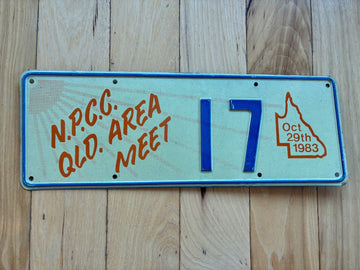 N.P.C.C.
QLD. AREA
MEET
17
Oct
29th
1983